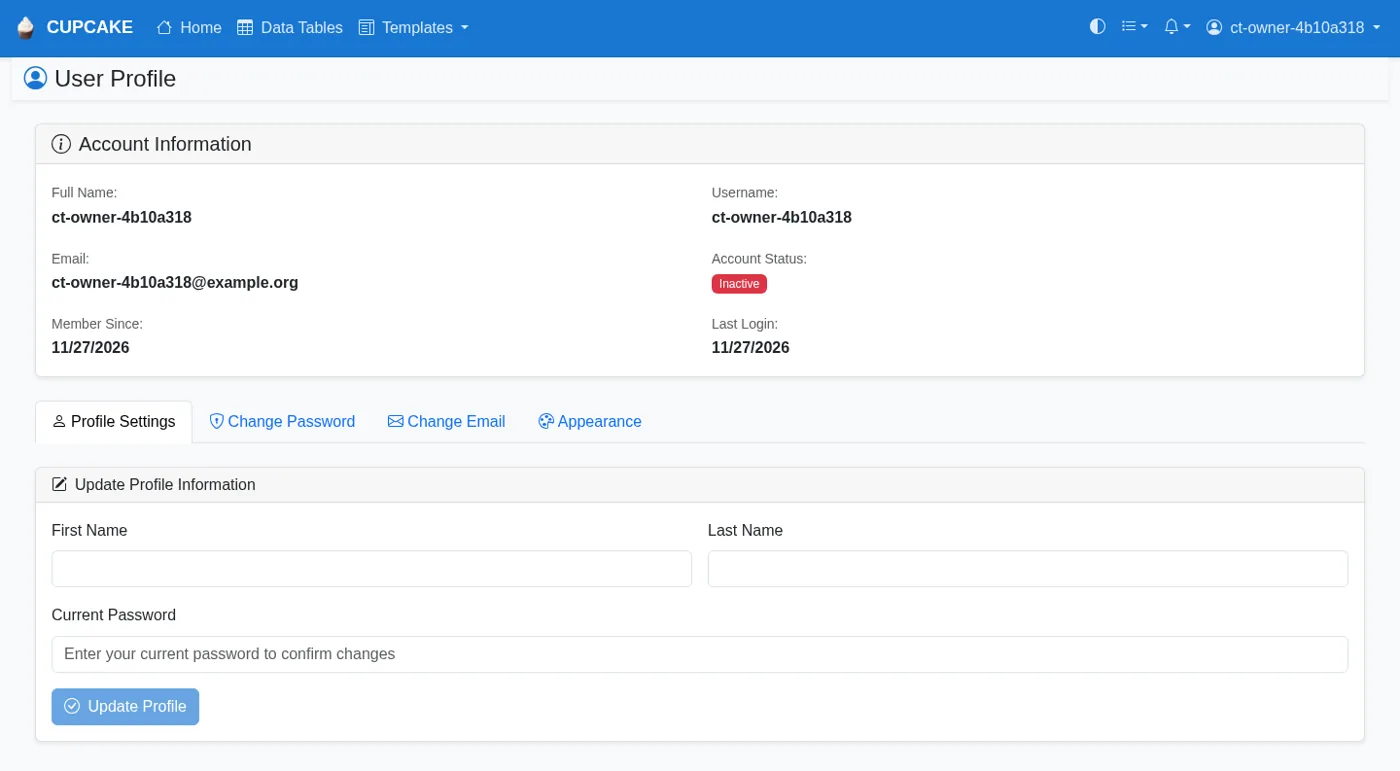 CUPCAKE Home Data Tables Templates ct-owner-4b10a318
User Profile
Account Information
Full Name: Username:
ct-owner-4b10a318 ct-owner-4b10a318
Email: Account Status:
ct-owner-4b10a318@example.org Inactive
Member Since: Last Login:
11/27/2026 11/27/2026
Profile Settings Change Password Change Email Appearance
Update Profile Information
First Name Last Name
Current Password
Enter your current password to confirm changes
Update Profile